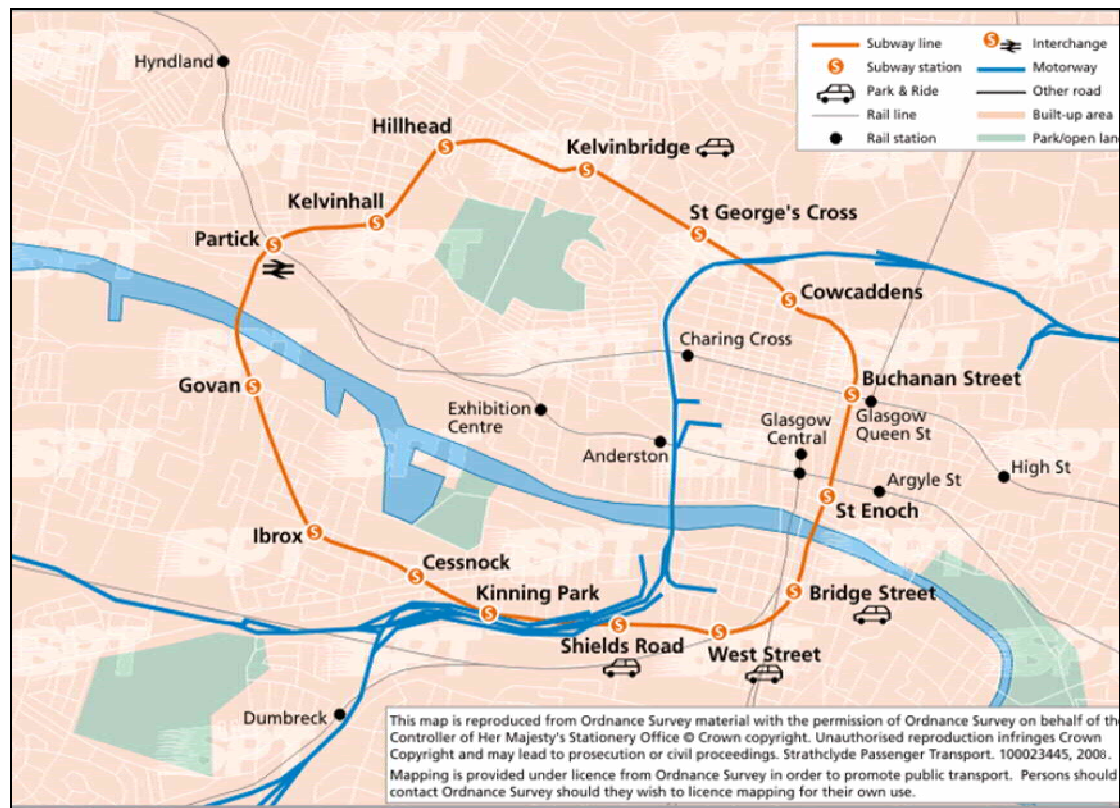 Hyndland
Hillhead
Kelvinbridge
Kelvinhall
St George's Cross
Partick
Cowcaddens
Charing Cross
Govan
Buchanan Street
Exhibition
Centre
Glasgow
Central
Glasgow
Queen St
Anderston
High St
Argyle St
St Enoch
Ibrox
Cessnock
Kinning Park
Bridge Street
Shields Road
West Street
Dumbreck
Subway line
Subway station
Park & Ride
Rail line
Rail station
Interchange
Motorway
Other road
Built-up area
Park/open lan
This map is reproduced from Ordnance Survey material with the permission of Ordnance Survey on behalf of th
Controller of Her Majesty's Stationery Office © Crown copyright. Unauthorised reproduction infringes Crown
Copyright and may lead to prosecution or civil proceedings. Strathclyde Passenger Transport. 100023445, 2008.
Mapping is provided under licence from Ordnance Survey in order to promote public transport. Persons should
contact Ordnance Survey should they wish to licence mapping for their own use.
SPT